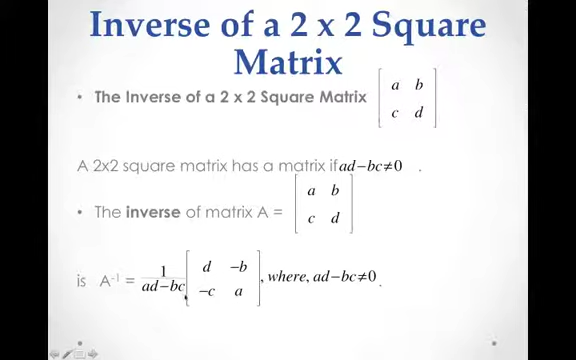 Inverse of a 2 x 2 Square
Matrix
• The Inverse of a 2 x 2 Square Matrix [a b
c d]
A 2x2 square matrix has a matrix if ad−bc≠0 .
• The inverse of matrix A = [a b
c d]
is A⁻¹ = 1/(ad−bc) [d −b
−c a] , where, ad−bc≠0 .